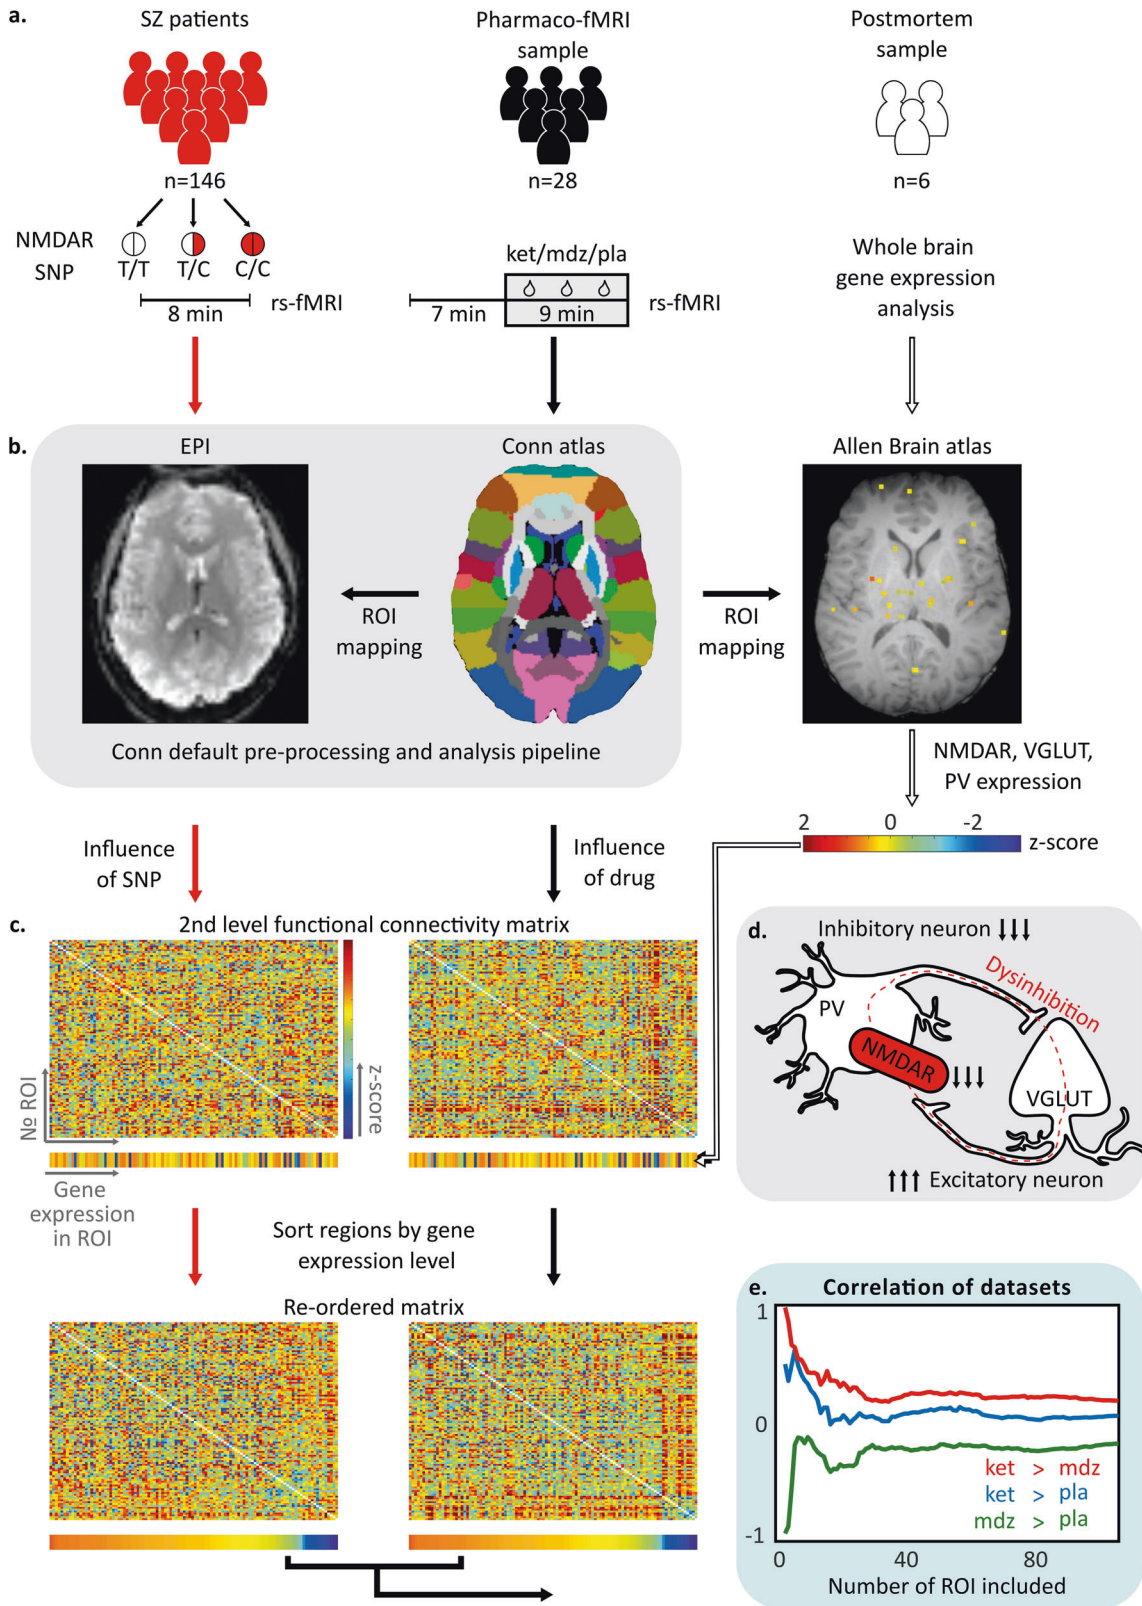 a.
SZ patients
Pharmaco-fMRI
sample
Postmortem
sample
n=146
n=28
n=6
NMDAR
SNP
T/T
T/C
C/C
8 min
rs-fMRI
ket/mdz/pla
7 min
9 min
rs-fMRI
Whole brain
gene expression
analysis
b.
EPI
Conn atlas
Allen Brain atlas
ROI
mapping
ROI
mapping
Conn default pre-processing and analysis pipeline
NMDAR, VGLUT,
PV expression
2
0
-2
z-score
Influence
of SNP
Influence
of drug
c.
2nd level functional connectivity matrix
№ ROI
z-score
Gene
expression
in ROI
Sort regions by gene
expression level
Re-ordered matrix
d.
Inhibitory neuron
Dysinhibition
PV
NMDAR
VGLUT
Excitatory neuron
e.
Correlation of datasets
1
0
-1
ket > mdz
ket > pla
mdz > pla
0
40
80
Number of ROI included